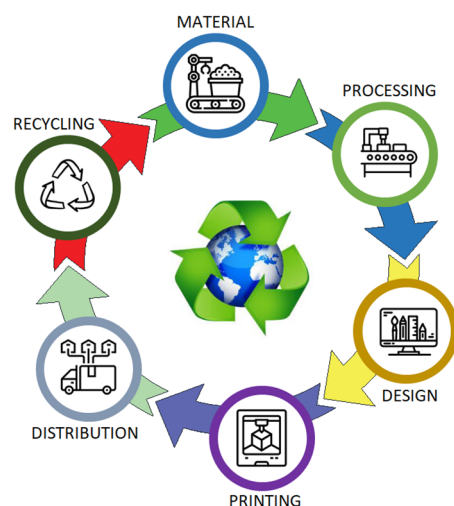 MATERIAL
PROCESSING
DESIGN
PRINTING
DISTRIBUTION
RECYCLING